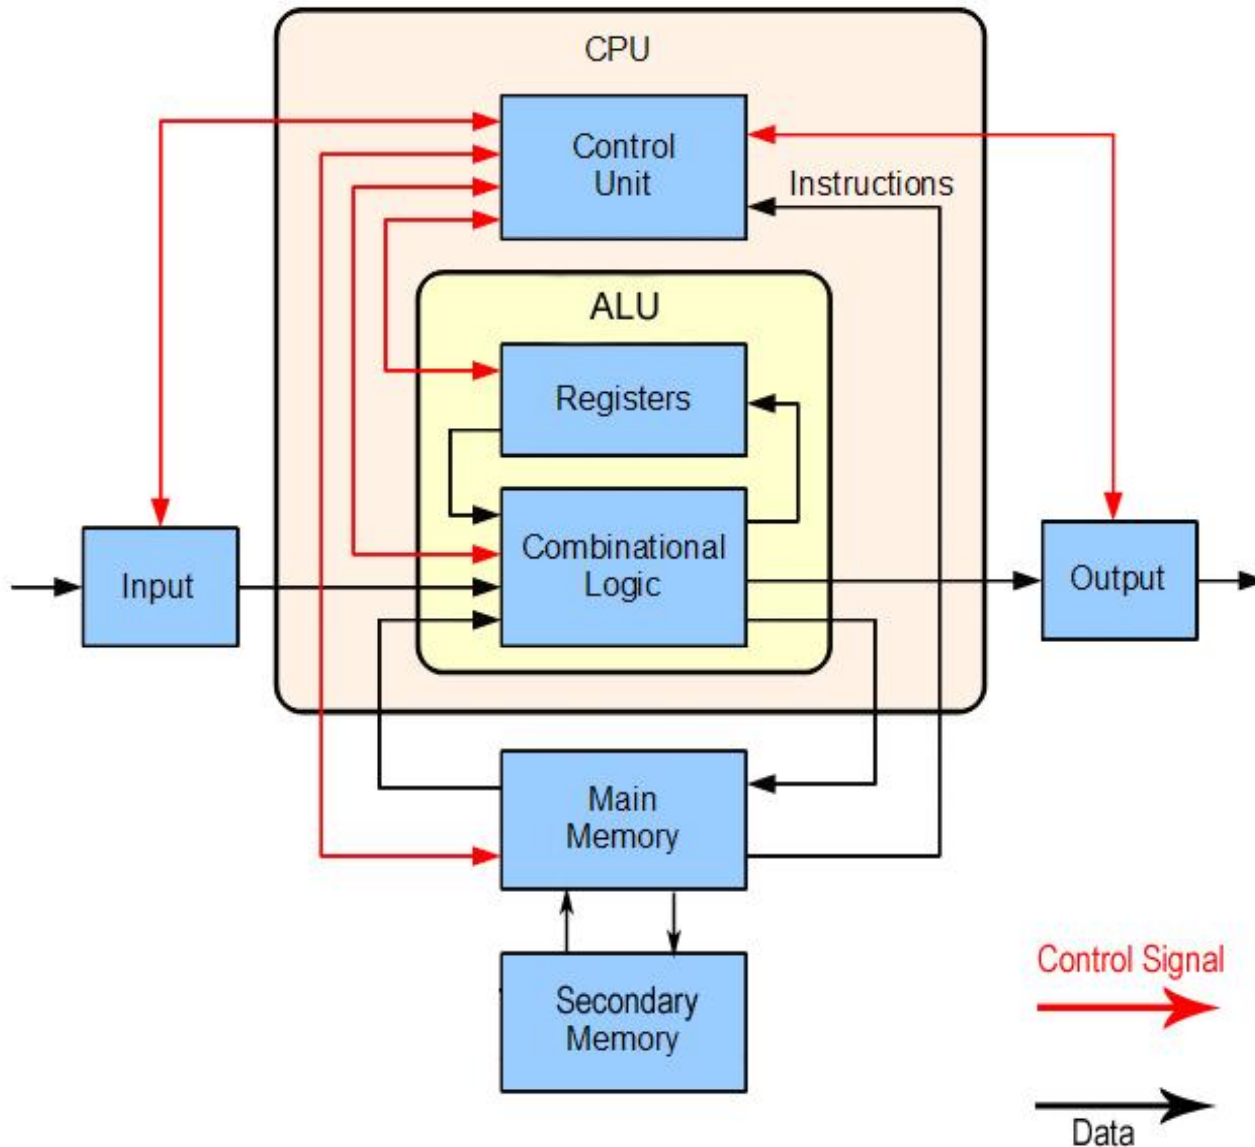 CPU
Control
Unit
Instructions
ALU
Registers
Combinational
Logic
Input
Output
Main
Memory
Secondary
Memory
Control Signal
Data